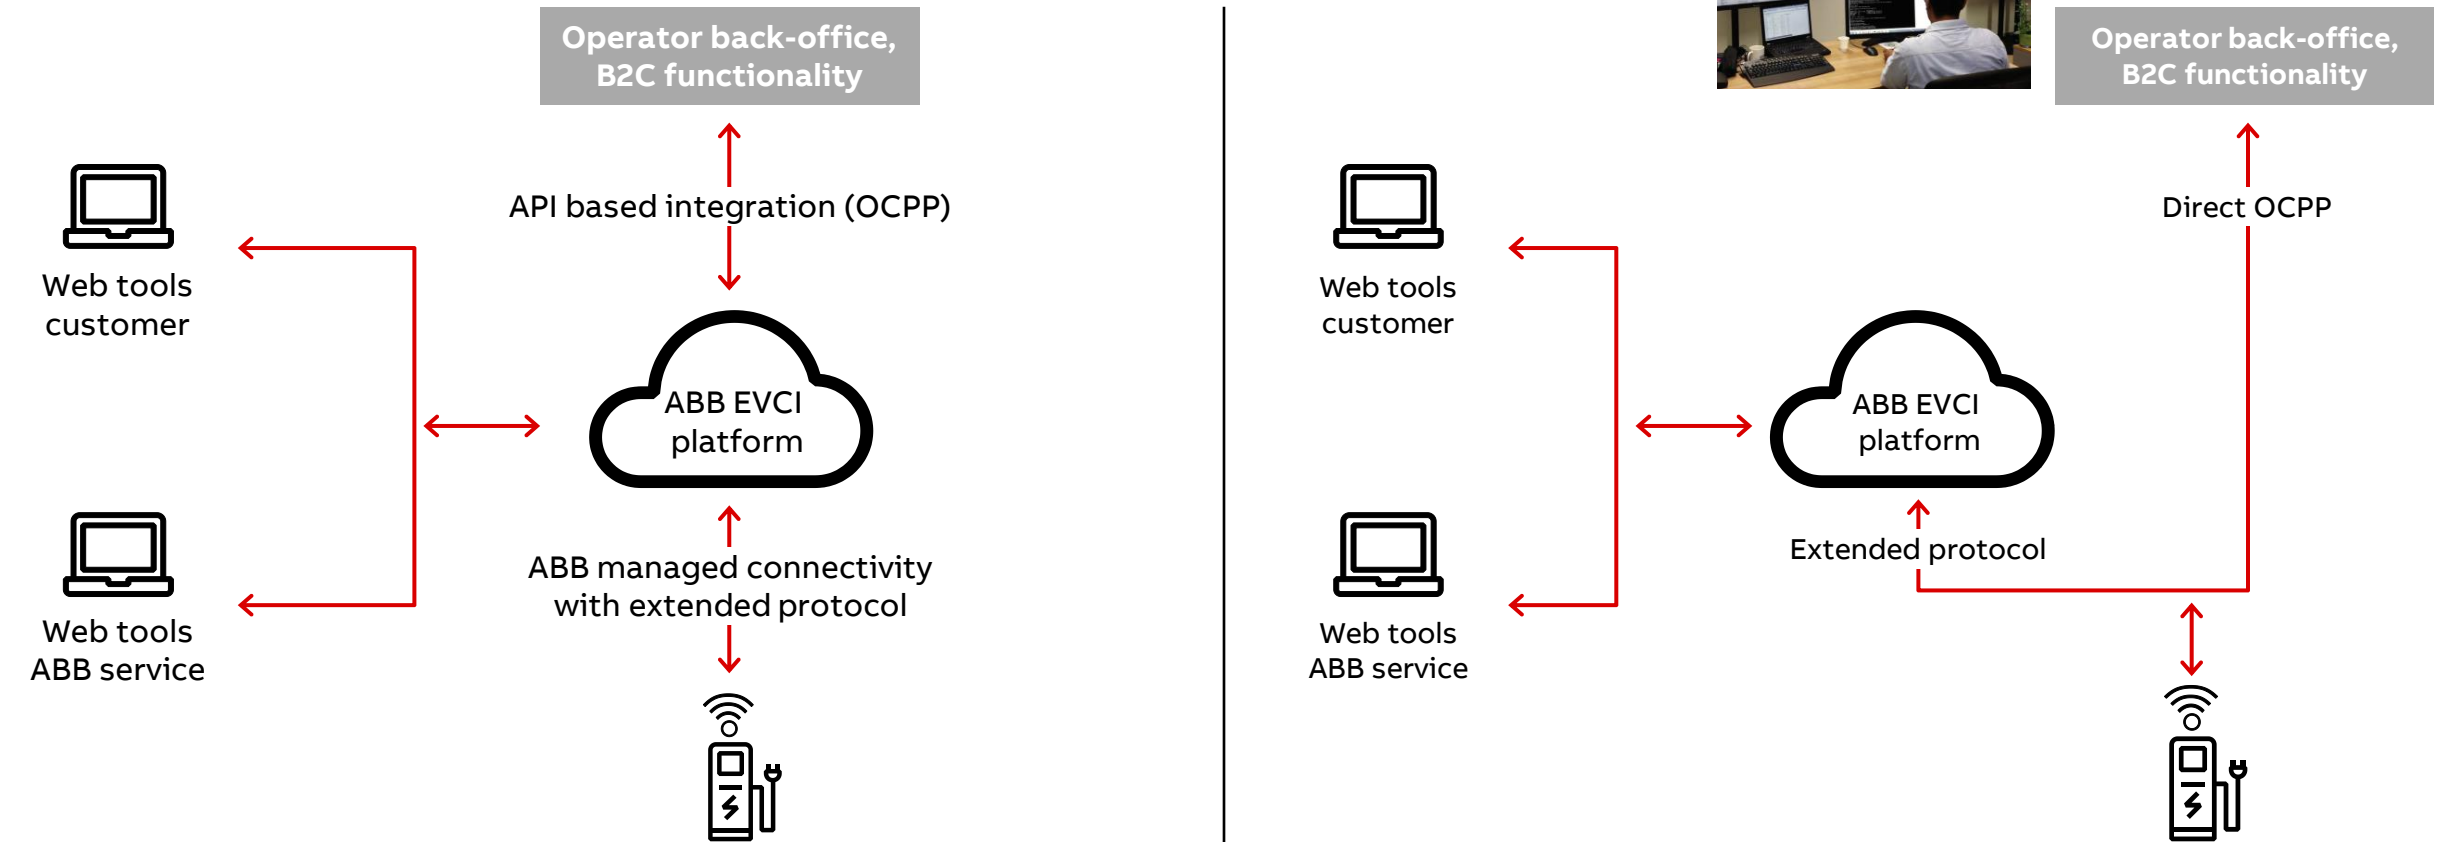 Operator back-office,
B2C functionality
API based integration (OCPP)
Web tools
customer
ABB EVCI
platform
ABB managed connectivity
with extended protocol
Web tools
ABB service
Operator back-office,
B2C functionality
Direct OCPP
Web tools
customer
ABB EVCI
platform
Extended protocol
Web tools
ABB service